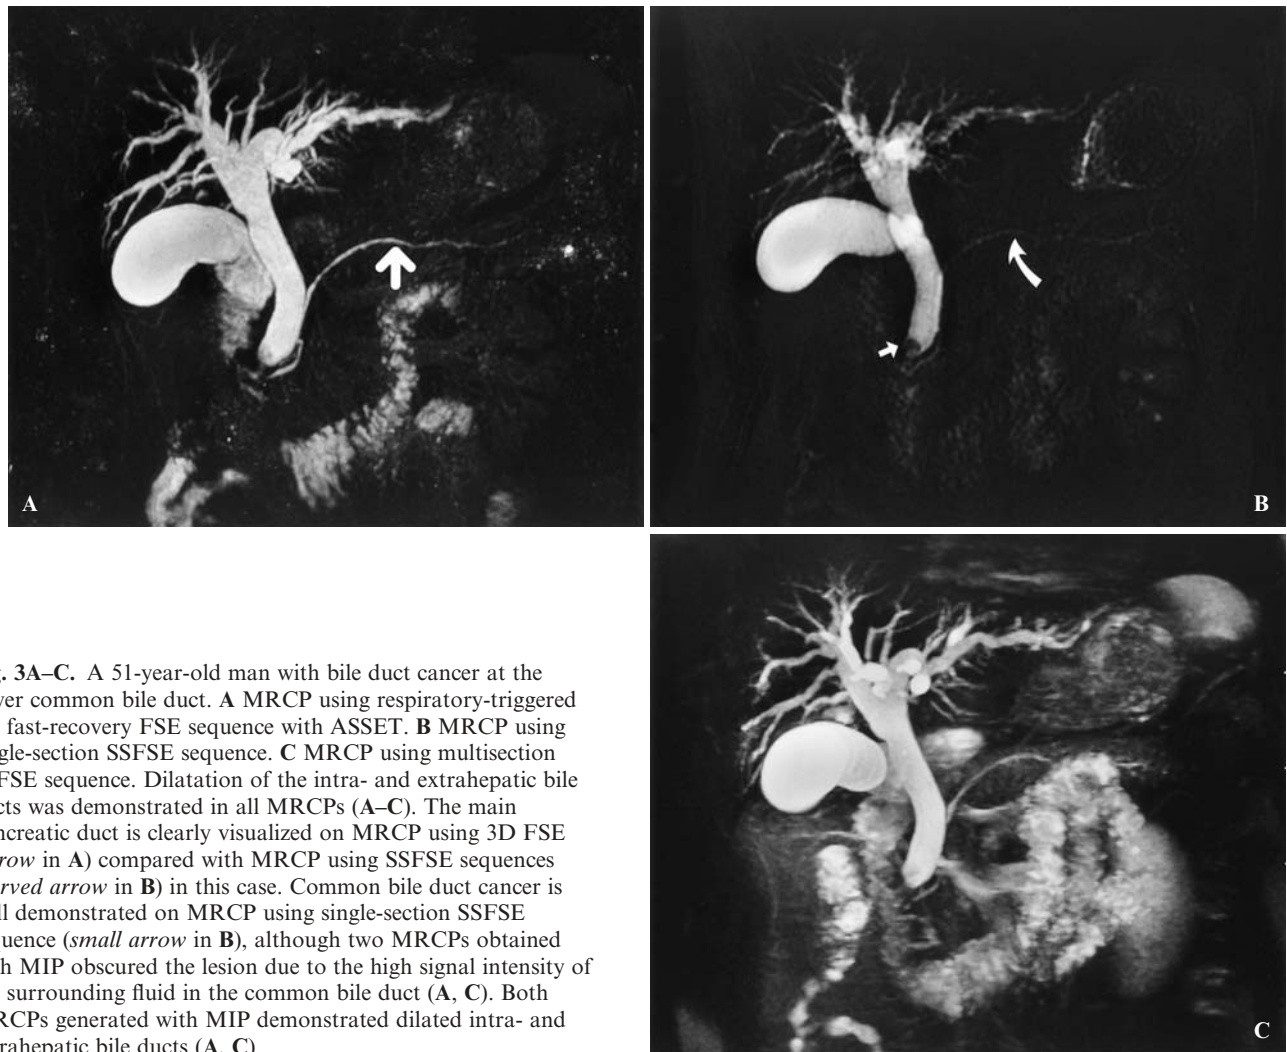 A
B
g. 3A–C. A 51-year-old man with bile duct cancer at the
ver common bile duct. A MRCP using respiratory-triggered
fast-recovery FSE sequence with ASSET. B MRCP using
gle-section SSFSE sequence. C MRCP using multisection
FSE sequence. Dilatation of the intra- and extrahepatic bile
cts was demonstrated in all MRCPs (A–C). The main
ncreatic duct is clearly visualized on MRCP using 3D FSE
row in A) compared with MRCP using SSFSE sequences
rved arrow in B) in this case. Common bile duct cancer is
ll demonstrated on MRCP using single-section SSFSE
quence (small arrow in B), although two MRCPs obtained
h MIP obscured the lesion due to the high signal intensity of
surrounding fluid in the common bile duct (A, C). Both
RCPs generated with MIP demonstrated dilated intra- and
rahepatic bile ducts (A, C)
C